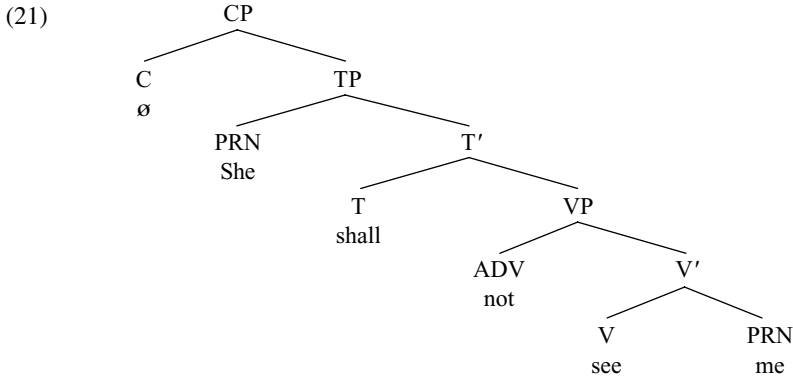 (21) CP
C TP
ø
PRN T′
She
T VP
shall
ADV V′
not
V PRN
see me